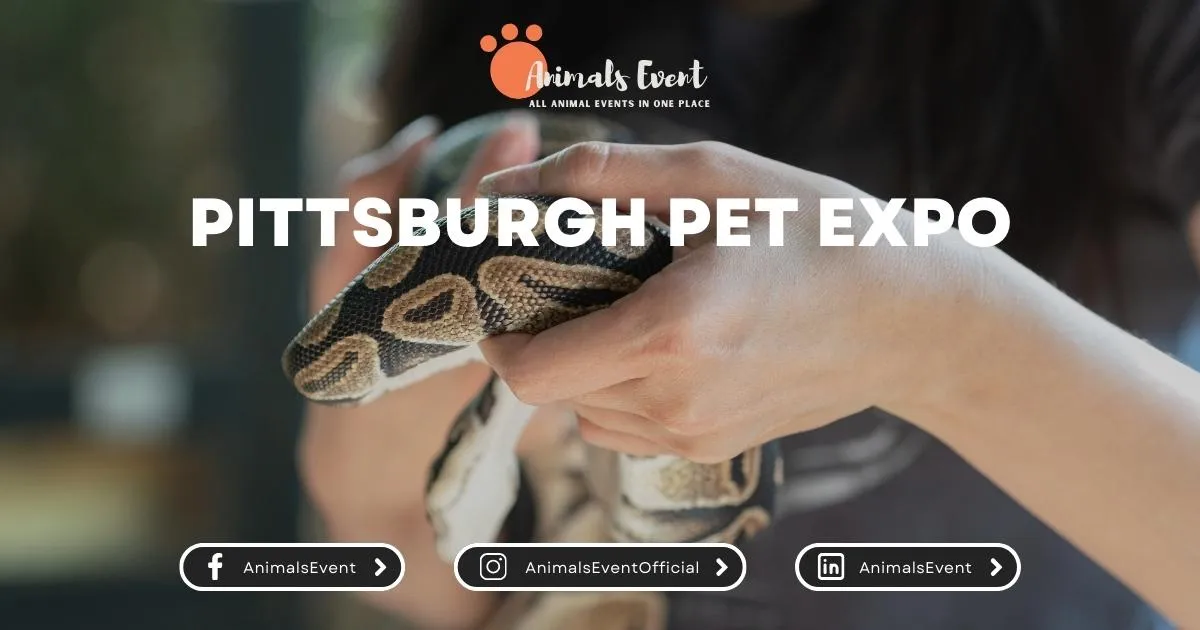 Animals Event
ALL ANIMAL EVENTS IN ONE PLACE
PITTSBURGH PET EXPO
AnimalsEvent
AnimalsEventOfficial
AnimalsEvent